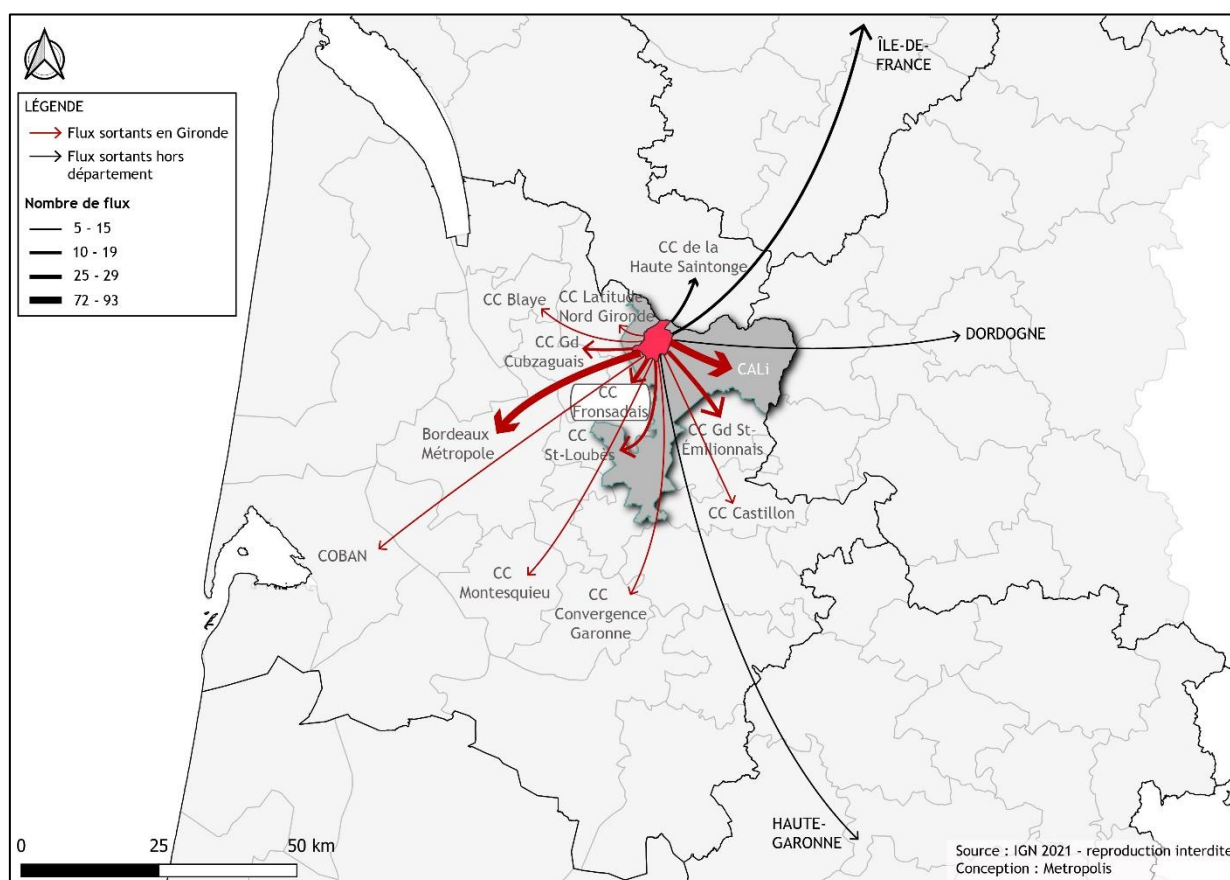 LÉGENDE
Flux sortants en Gironde
Flux sortants hors
département
Nombre de flux
5 - 15
10 - 19
25 - 29
72 - 93
ÎLE-DE-
FRANCE
CC de la
Haute Saintonge
CC Blaye
CC Latitude
Nord Gironde
CC Gd
Cubzaguais
DORDOGNE
CALi
CC
Fronsadais
Bordeaux
Métropole
CC
St-Loubès
CC Gd St-
Émilionnais
CC Castillon
COBAN
CC
Montesquieu
CC
Convergence
Garonne
HAUTE-
GARONNE
0 25 50 km
Source : IGN 2021 - reproduction interdite
Conception : Metropolis